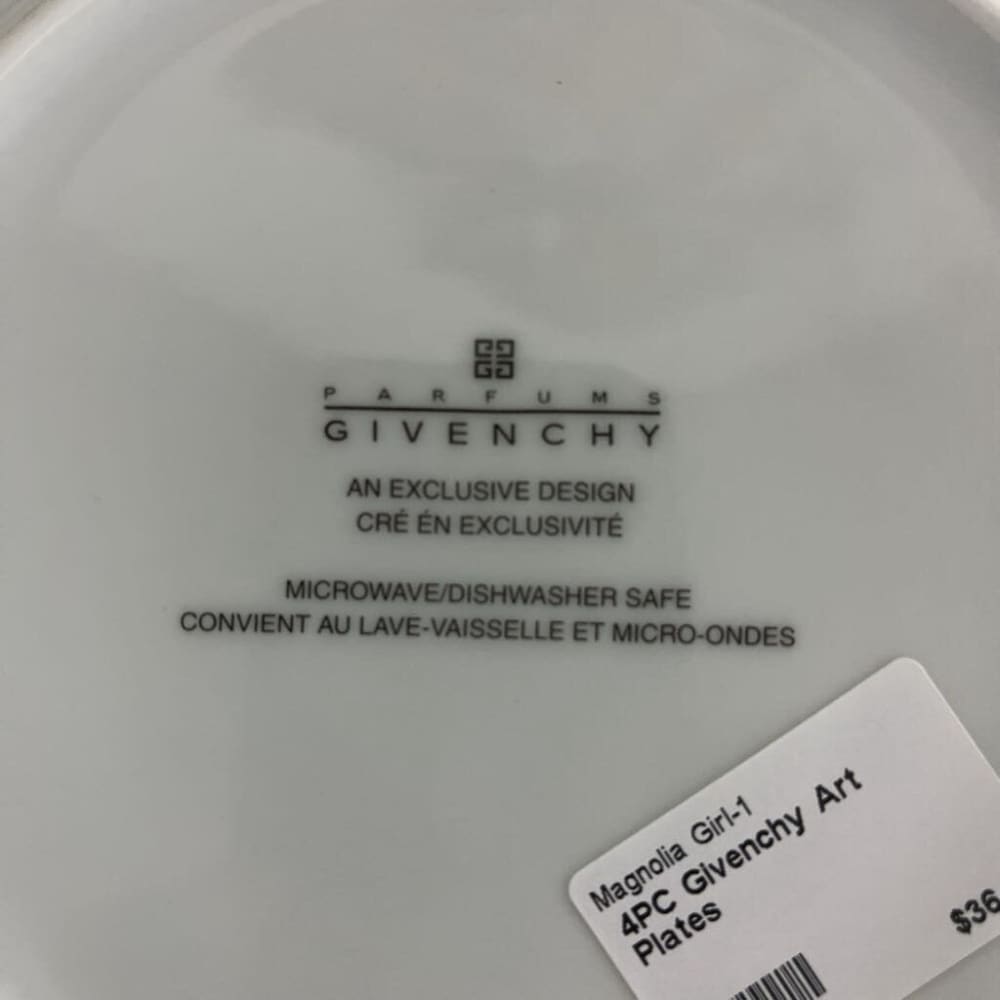 PARFUMS
GIVENCHY
AN EXCLUSIVE DESIGN
CRÉ ÉN EXCLUSIVITÉ
MICROWAVE/DISHWASHER SAFE
CONVIENT AU LAVE-VAISSELLE ET MICRO-ONDES
Magnolia Girl-1
4PC Givenchy Art
Plates
$36